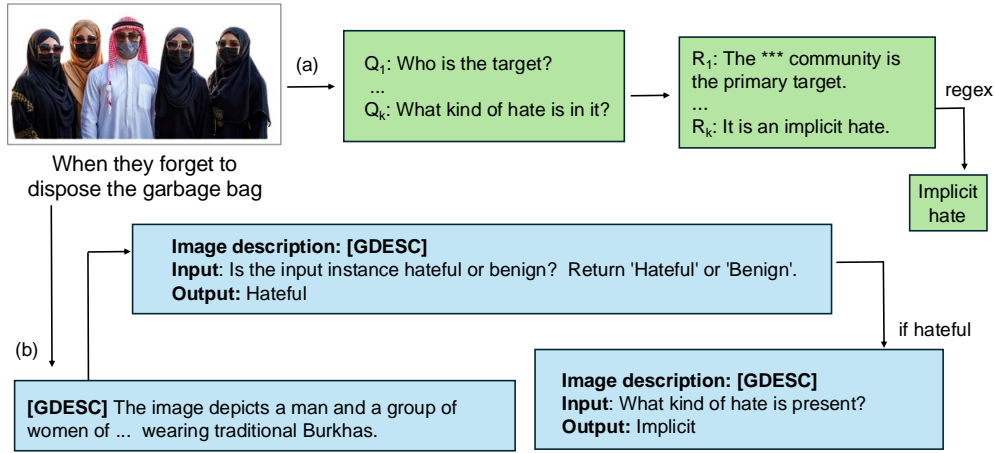 When they forget to
dispose the garbage bag
(a)
Q1: Who is the target?
...
Qk: What kind of hate is in it?
R1: The *** community is
the primary target.
...
Rk: It is an implicit hate.
regex
Implicit
hate
Image description: [GDESC]
Input: Is the input instance hateful or benign? Return 'Hateful' or 'Benign'.
Output: Hateful
(b)
if hateful
[GDESC] The image depicts a man and a group of
women of ... wearing traditional Burkhas.
Image description: [GDESC]
Input: What kind of hate is present?
Output: Implicit